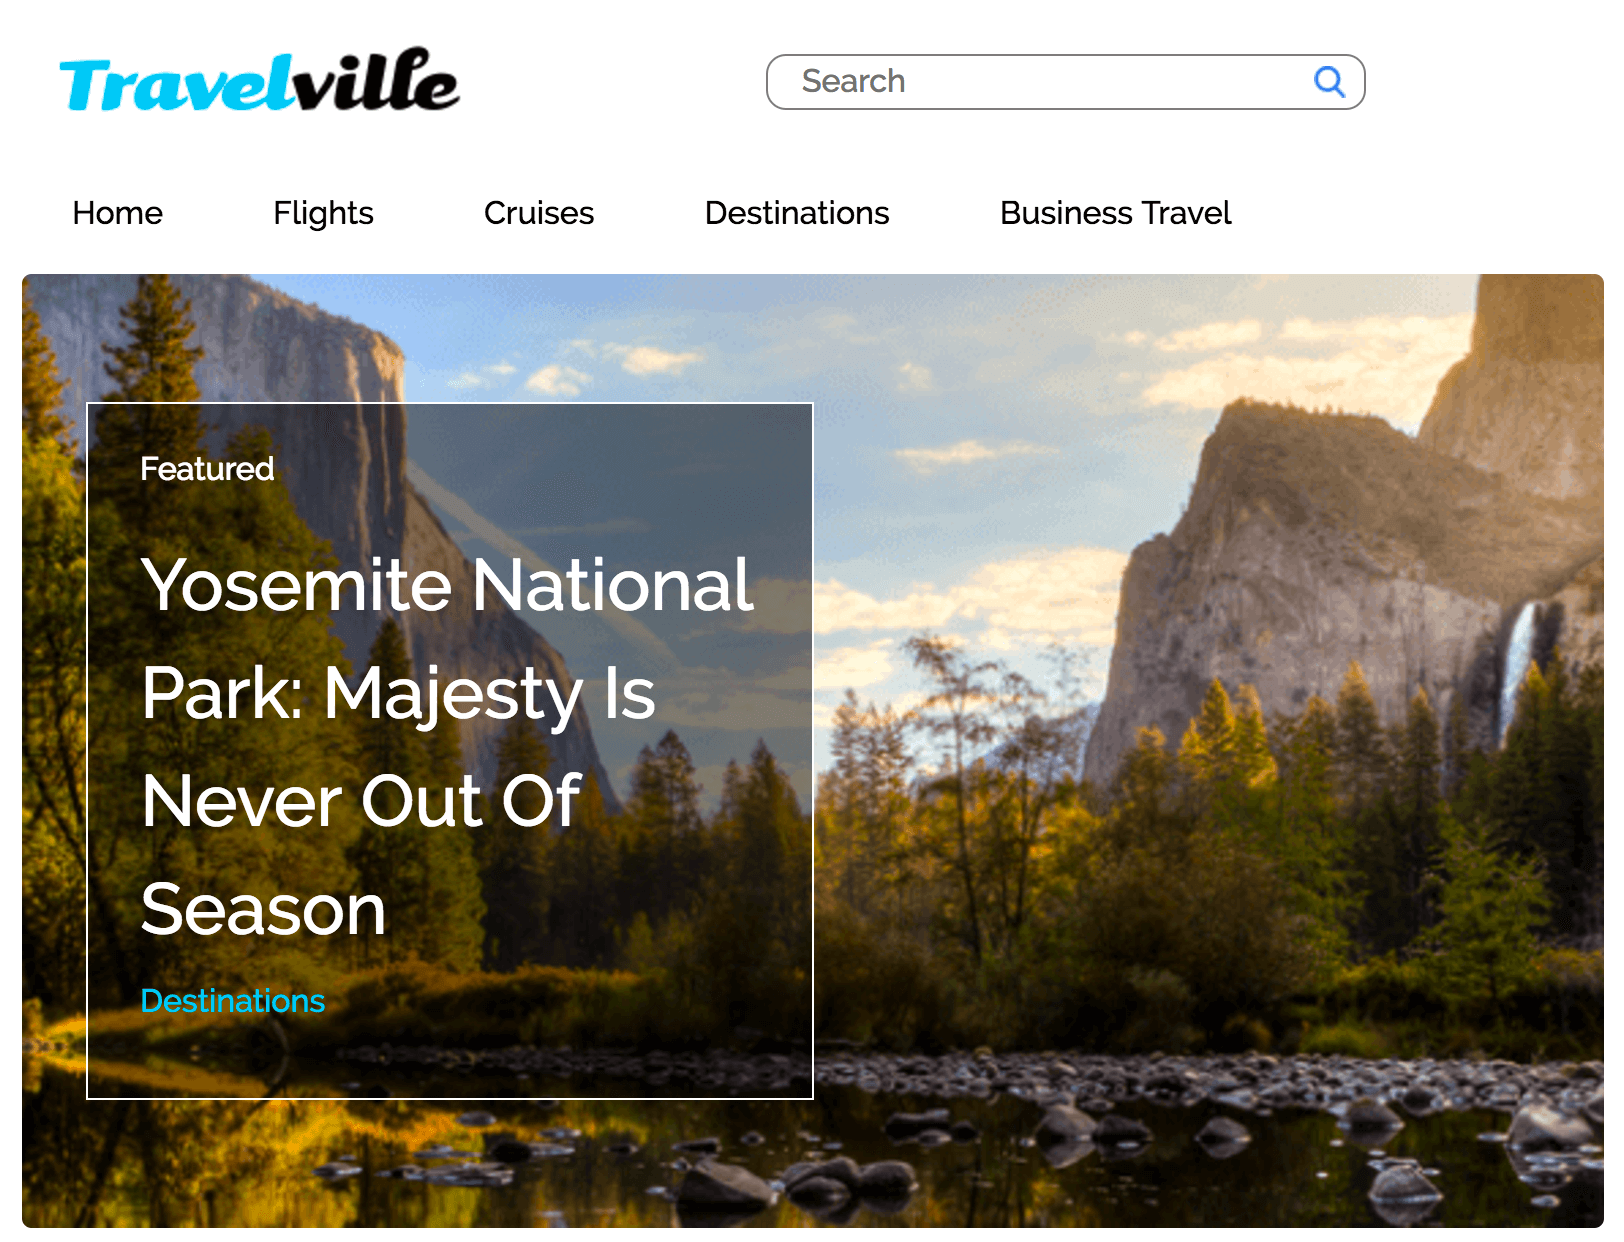 Travelville
Search
Home Flights Cruises Destinations Business Travel
Featured
Yosemite National
Park: Majesty Is
Never Out Of
Season
Destinations